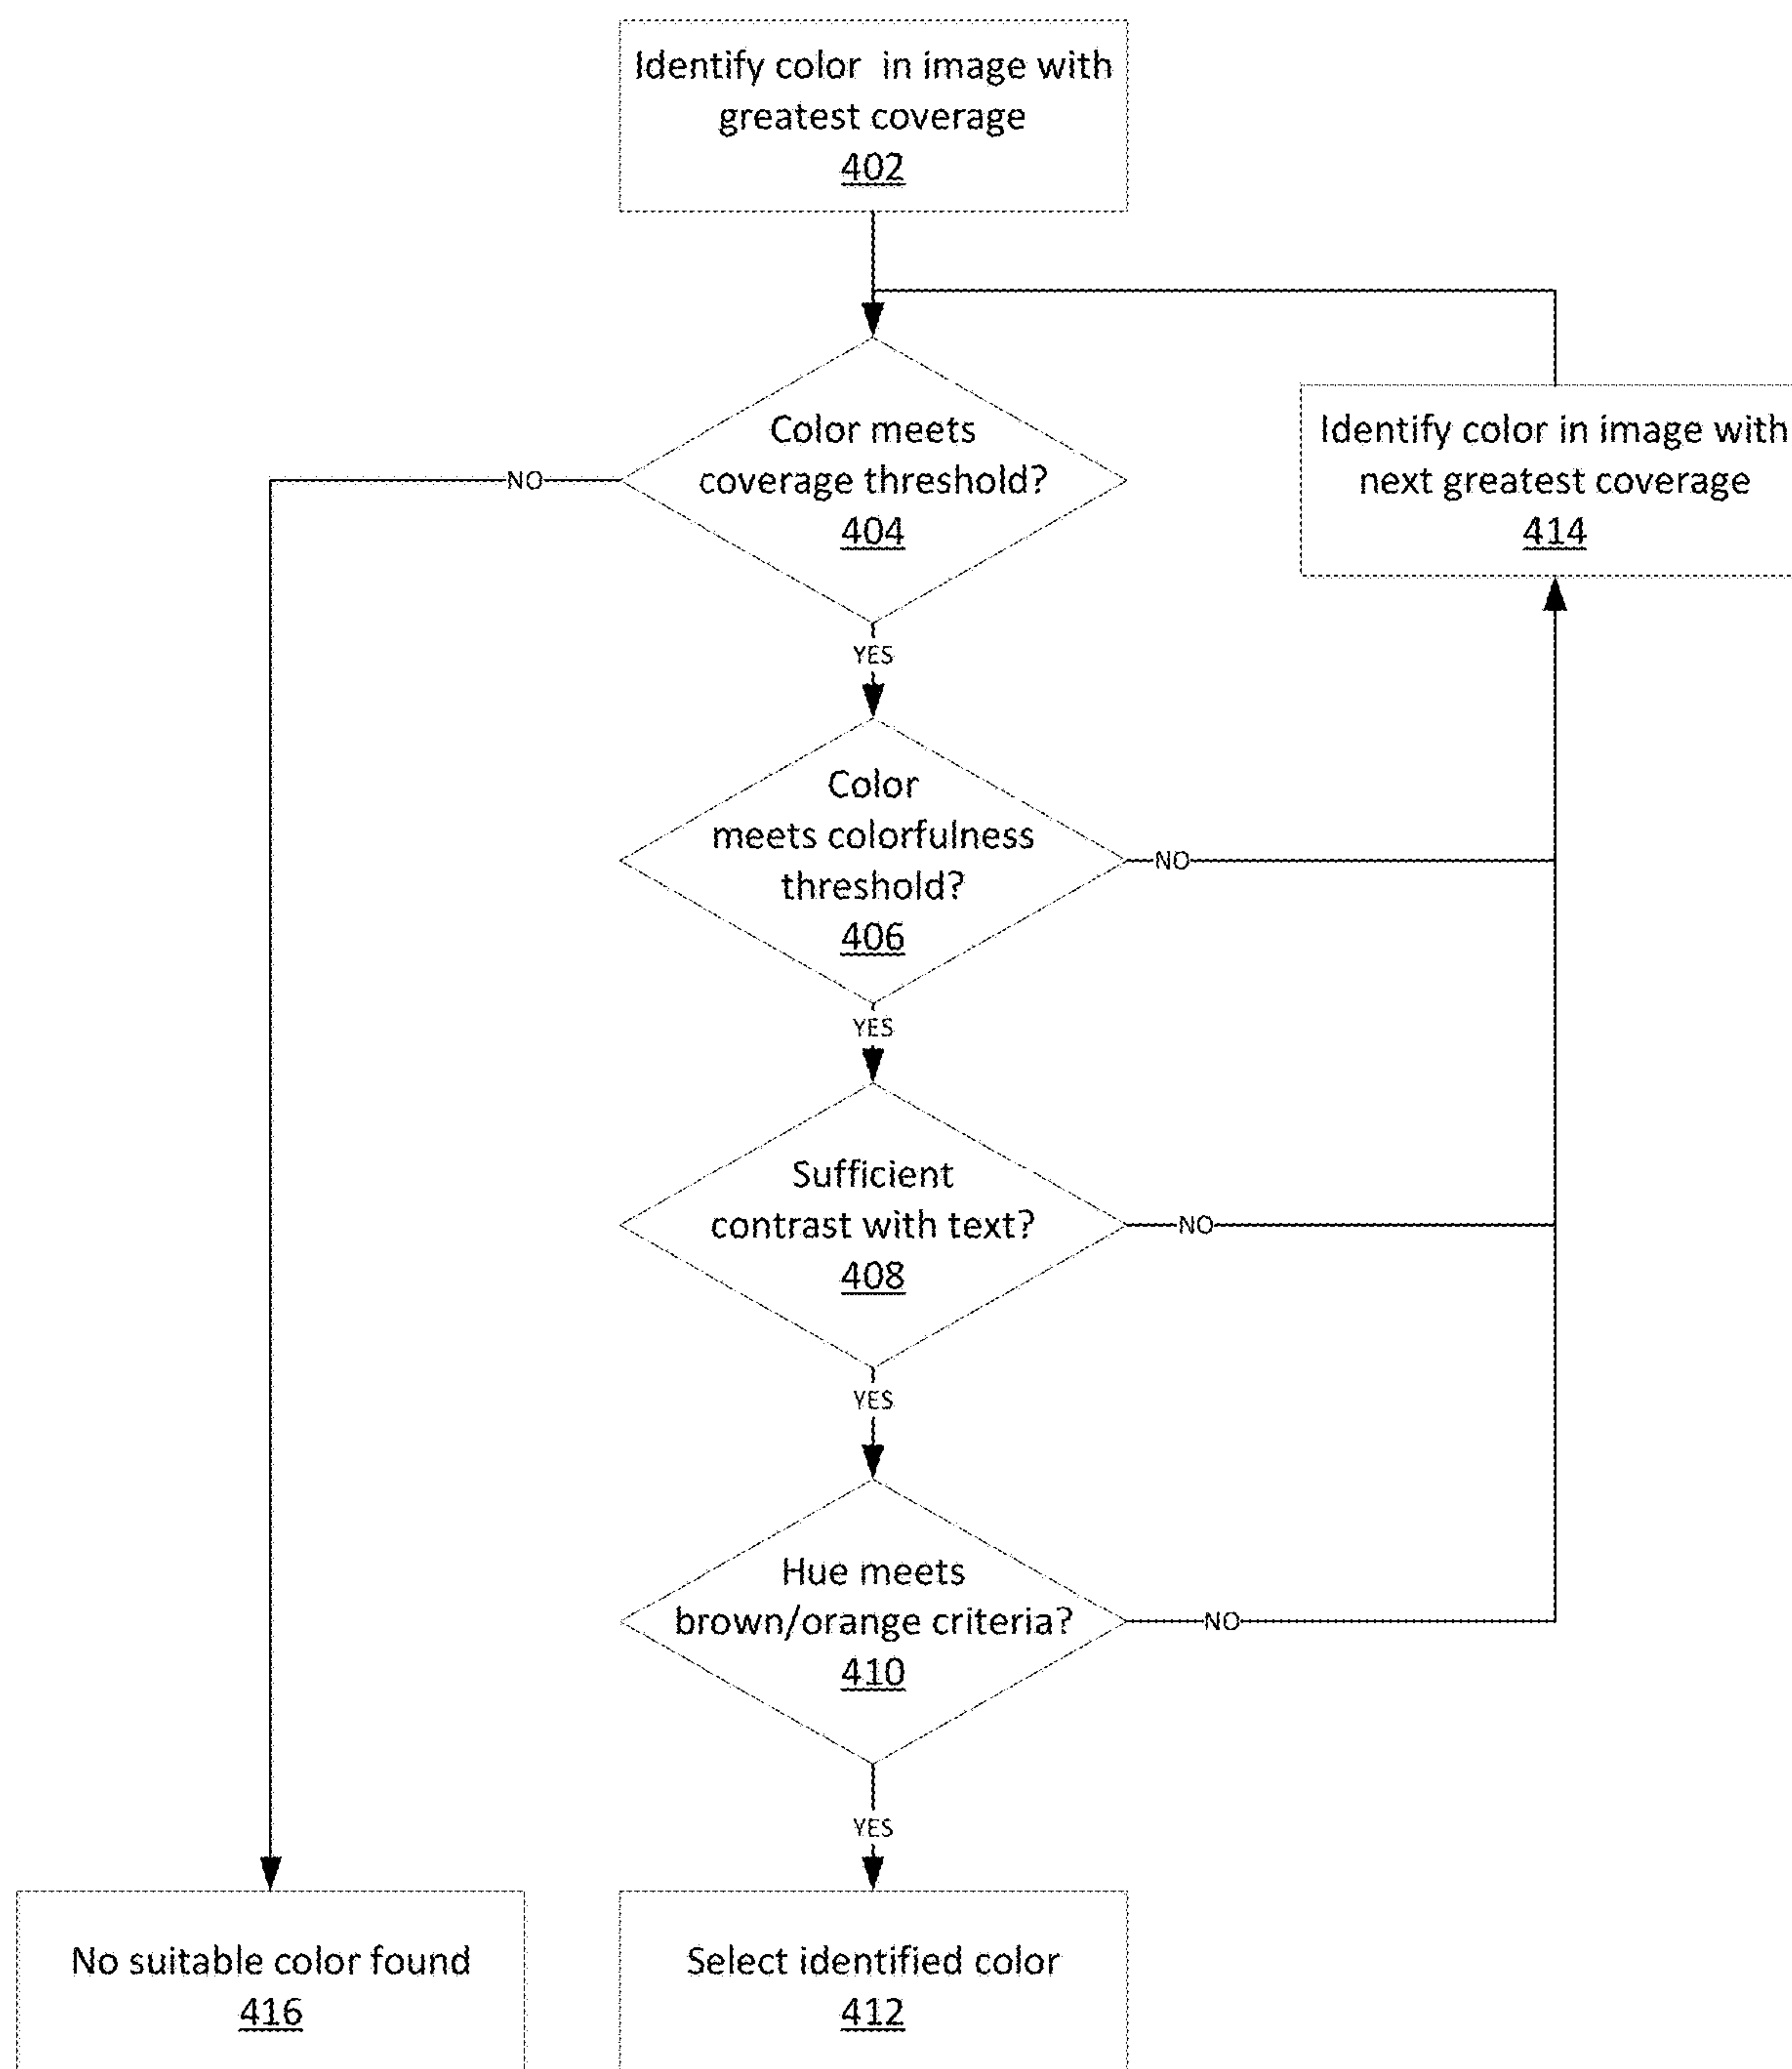 Identify color in image with
greatest coverage
402
Color meets
coverage threshold?
404
NO
Identify color in image with
next greatest coverage
414
YES
Color
meets colorfulness
threshold?
406
NO
YES
Sufficient
contrast with text?
408
NO
YES
Hue meets
brown/orange criteria?
410
NO
YES
No suitable color found
416
Select identified color
412